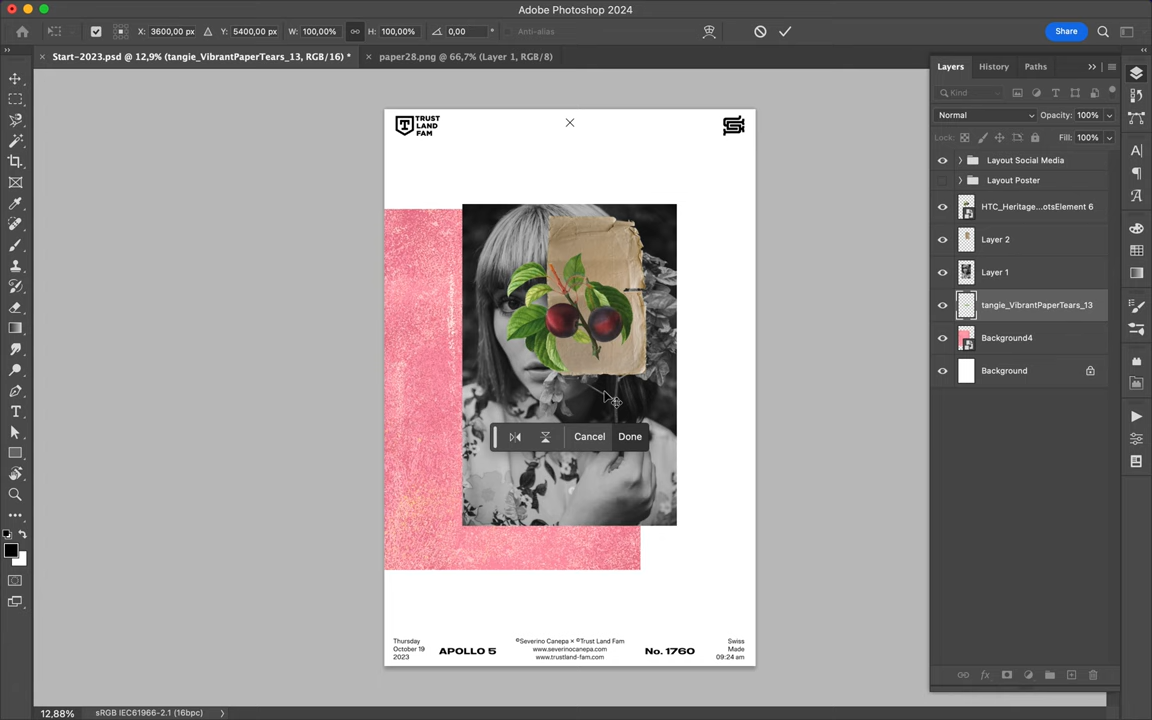 Adobe Photoshop 2024
X: 3600,00 px
Y: 5400,00 px
W: 100,00%
H: 100,00%
0,00 °
Anti-alias
Share
Start-2023.psd @ 12,9% (tangie_VibrantPaperTears_13, RGB/16) *
paper28.png @ 66,7% (Layer 1, RGB/8)
Layers
History
Paths
Kind
Normal
Opacity: 100%
Lock:
Fill: 100%
Layout Social Media
Layout Poster
HTC_Heritage...otsElement 6
Layer 2
Layer 1
tangie_VibrantPaperTears_13
Background4
Background
TRUST
LAND
FAM
Cancel
Done
Thursday
October 19
2023
APOLLO 5
©Severino Canepa × ©Trust Land Fam
www.severinocanepa.com
www.trustland-fam.com
No. 1760
Swiss
Made
09:24 am
12,88%
sRGB IEC61966-2.1 (16bpc)